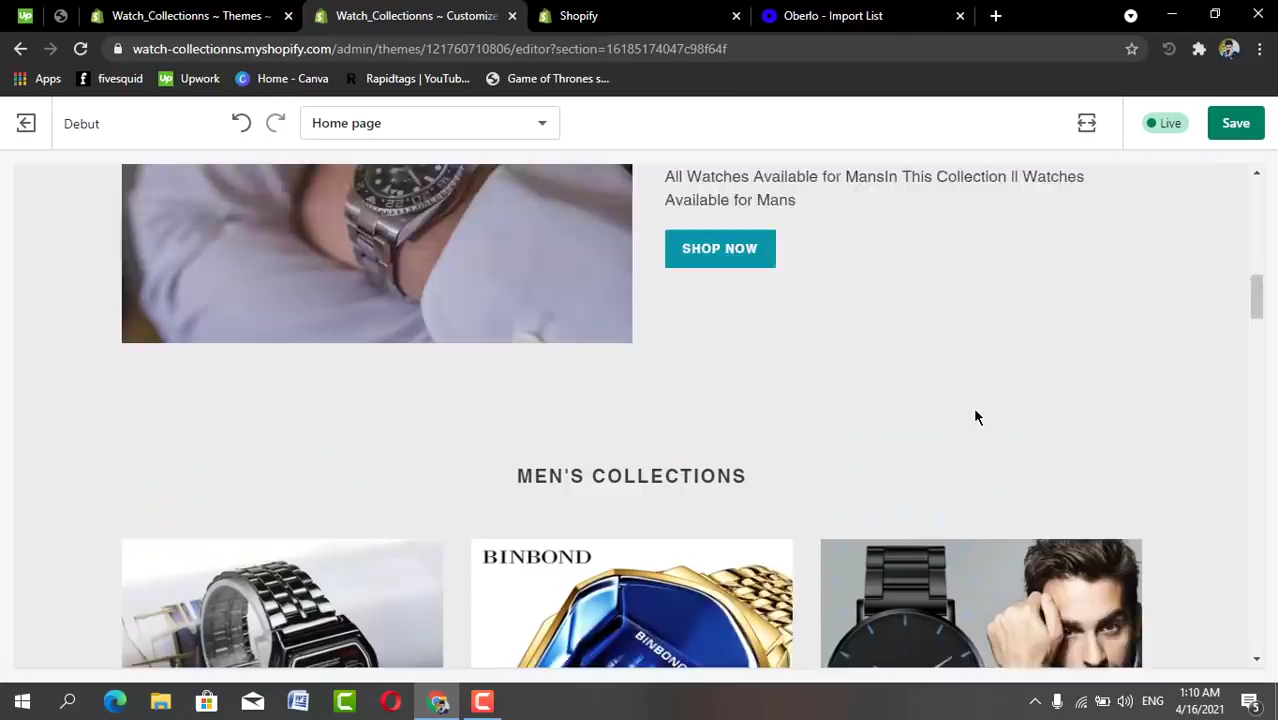 Watch_Collectionns ~ Themes ~
Watch_Collectionns ~ Customize
Shopify
Oberlo - Import List
watch-collectionns.myshopify.com/admin/themes/121760710806/editor?section=16185174047c98f64f
Apps
fivesquid
Up
Upwork
Home - Canva
Rapidtags | YouTub...
Game of Thrones s...
Debut
Home page
Live
Save
All Watches Available for MansIn This Collection ll Watches
Available for Mans
SHOP NOW
MEN'S COLLECTIONS
BINBOND
BINBOND
ENG
1:10 AM
4/16/2021
5